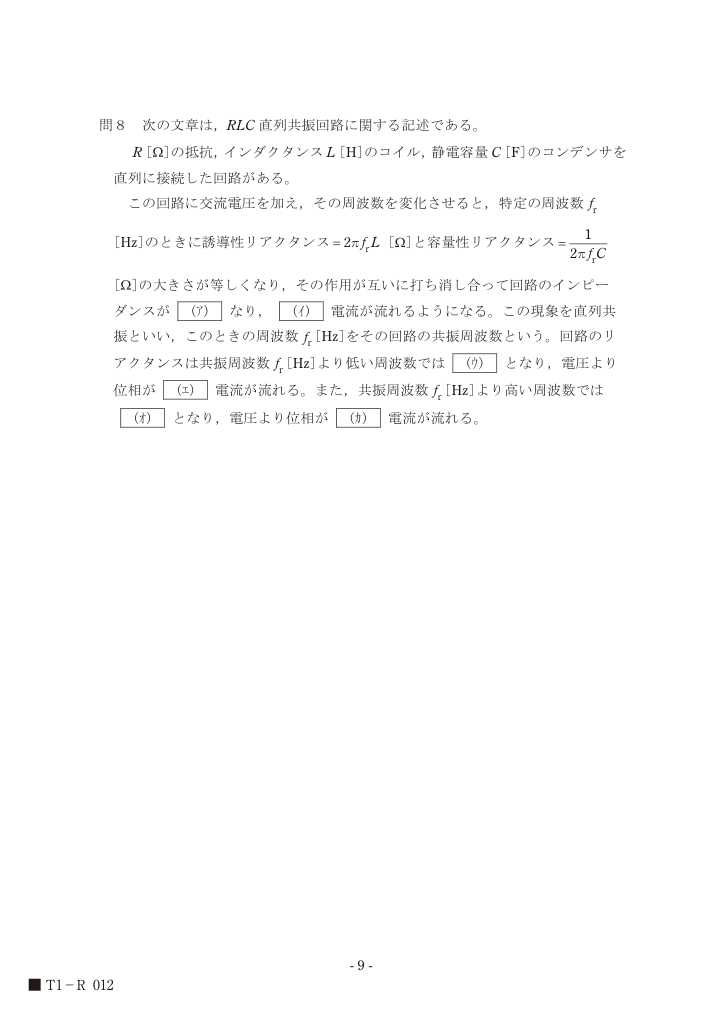 問8 次の文章は，RLC 直列共振回路に関する記述である。
R［Ω］の抵抗，インダクタンス L［H］のコイル，静電容量 C［F］のコンデンサを
直列に接続した回路がある。
この回路に交流電圧を加え，その周波数を変化させると，特定の周波数 fr
［Hz］のときに誘導性リアクタンス＝2πfrL［Ω］と容量性リアクタンス＝1/(2πfrC)
［Ω］の大きさが等しくなり，その作用が互いに打ち消し合って回路のインピー
ダンスが (ア) なり， (イ) 電流が流れるようになる。この現象を直列共
振といい，このときの周波数 fr［Hz］をその回路の共振周波数という。回路のリ
アクタンスは共振周波数 fr［Hz］より低い周波数では (ウ) となり，電圧より
位相が (エ) 電流が流れる。また，共振周波数 fr［Hz］より高い周波数では
(オ) となり，電圧より位相が (カ) 電流が流れる。
- 9 -
■ T1－R 012